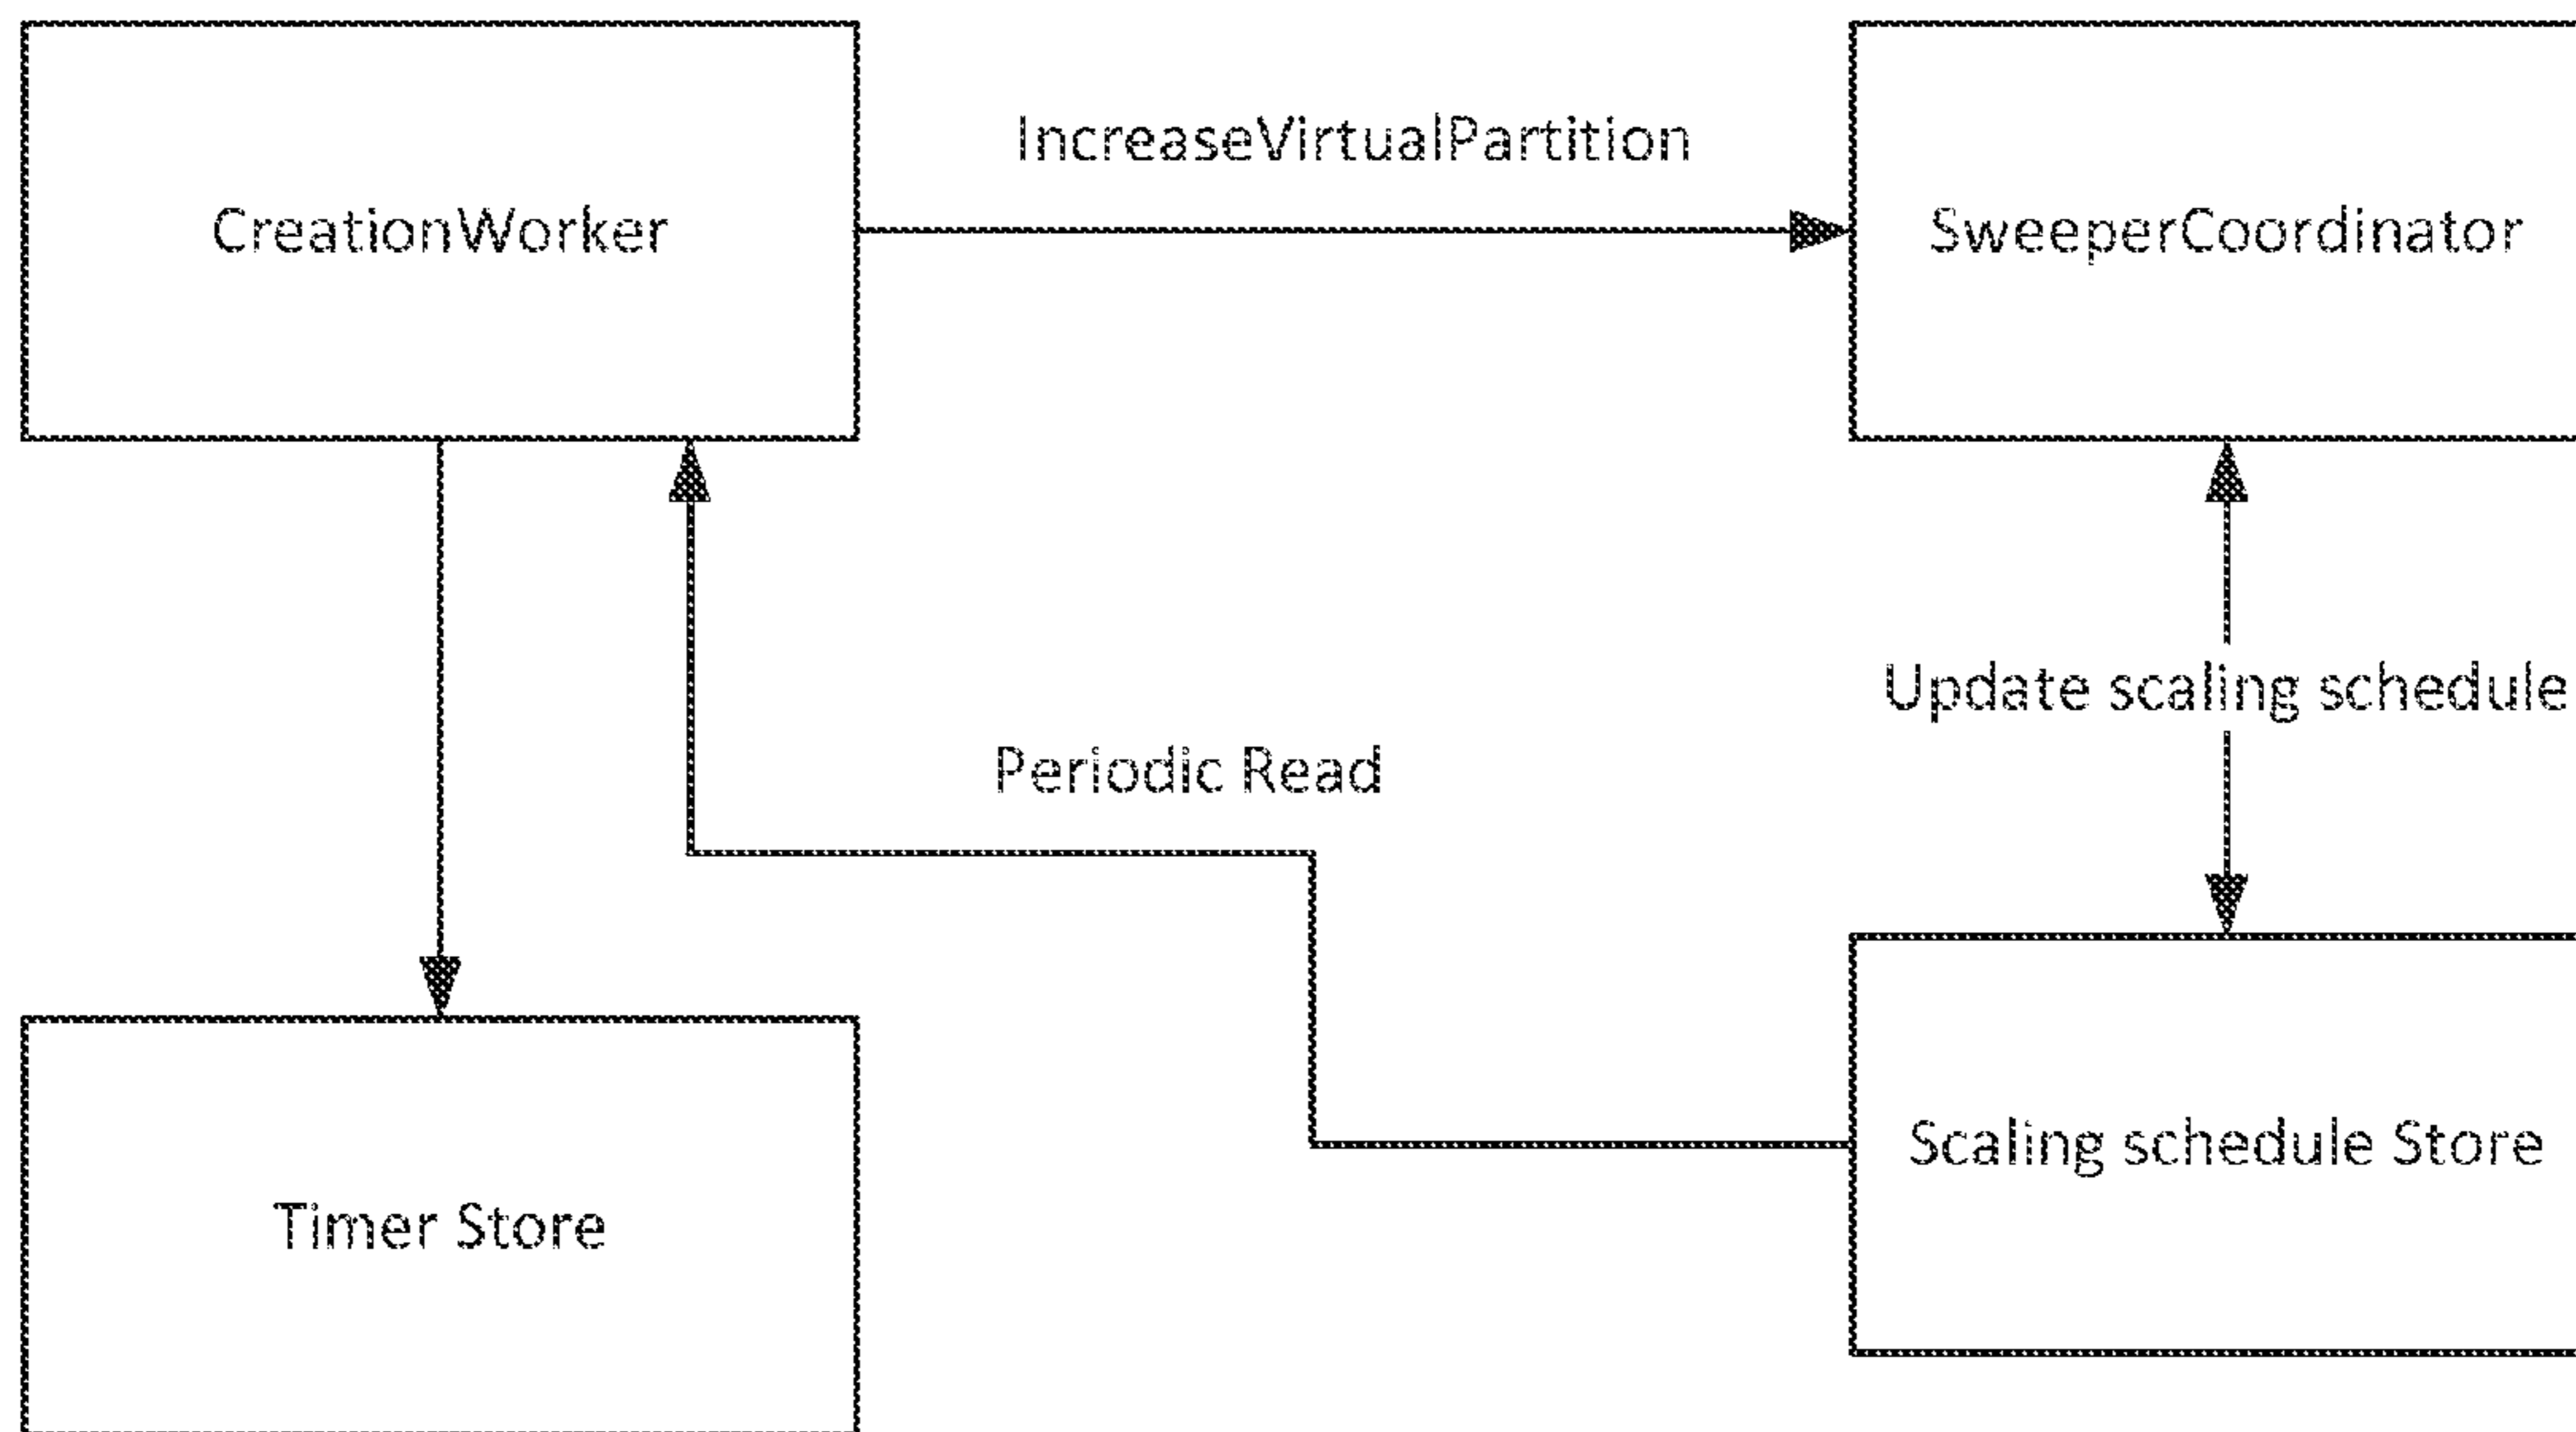 IncreaseVirtualPartition
CreationWorker
SweeperCoordinator
Update scaling schedule
Periodic Read
Scaling schedule Store
Timer Store